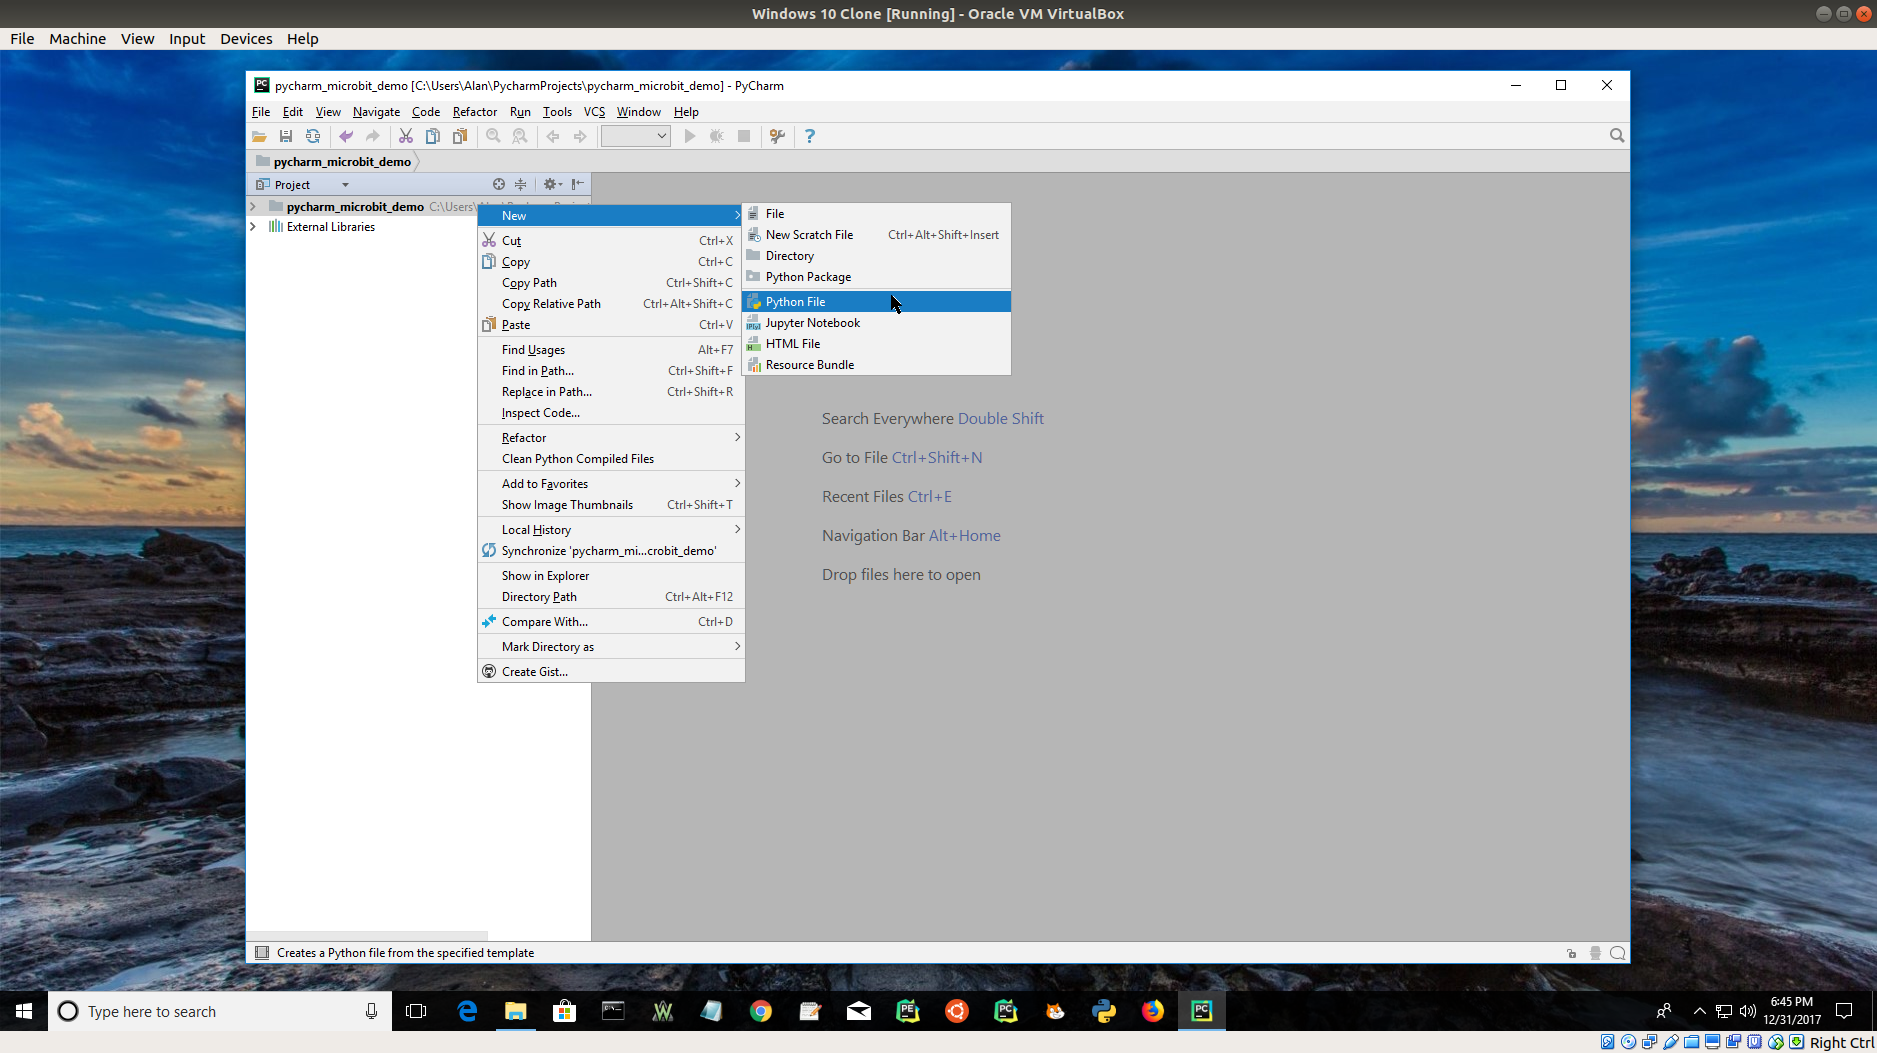 Windows 10 Clone [Running] - Oracle VM VirtualBox
File Machine View Input Devices Help
pycharm_microbit_demo [C:\Users\Alan\PycharmProjects\pycharm_microbit_demo] - PyCharm
File Edit View Navigate Code Refactor Run Tools VCS Window Help
pycharm_microbit_demo
Project
pycharm_microbit_demo C:\Users\
External Libraries
New
Cut Ctrl+X
Copy Ctrl+C
Copy Path Ctrl+Shift+C
Copy Relative Path Ctrl+Alt+Shift+C
Paste Ctrl+V
Find Usages Alt+F7
Find in Path... Ctrl+Shift+F
Replace in Path... Ctrl+Shift+R
Inspect Code...
Refactor
Clean Python Compiled Files
Add to Favorites
Show Image Thumbnails Ctrl+Shift+T
Local History
Synchronize 'pycharm_mi...crobit_demo'
Show in Explorer
Directory Path Ctrl+Alt+F12
Compare With... Ctrl+D
Mark Directory as
Create Gist...
File
New Scratch File Ctrl+Alt+Shift+Insert
Directory
Python Package
Python File
Jupyter Notebook
HTML File
Resource Bundle
Search Everywhere Double Shift
Go to File Ctrl+Shift+N
Recent Files Ctrl+E
Navigation Bar Alt+Home
Drop files here to open
Creates a Python file from the specified template
Type here to search
6:45 PM
12/31/2017
Right Ctrl